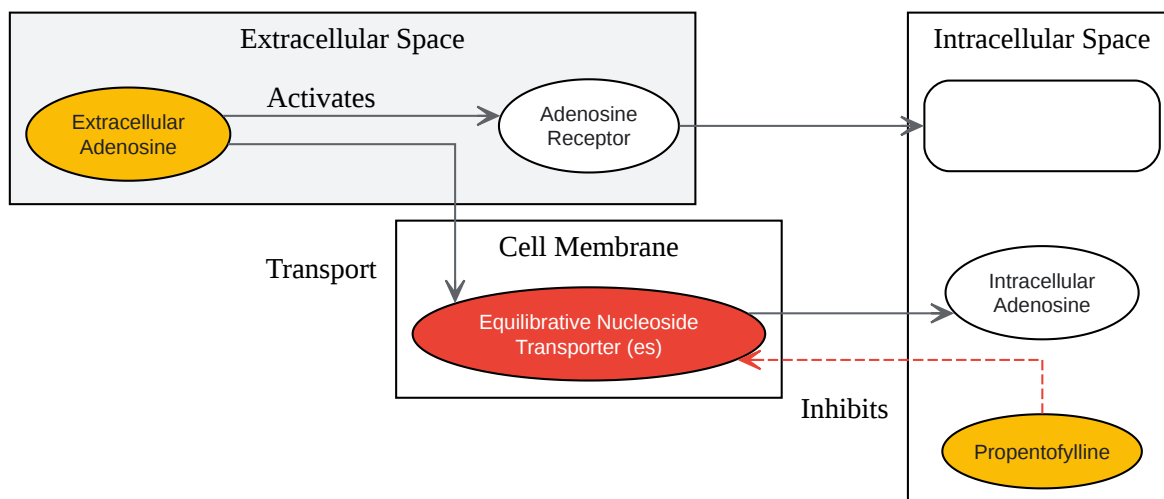 Extracellular Space
Intracellular Space
Activates
Extracellular
Adenosine
Adenosine
Receptor
Cell Membrane
Transport
Intracellular
Adenosine
Equilibrative Nucleoside
Transporter (es)
Inhibits
Propentofylline